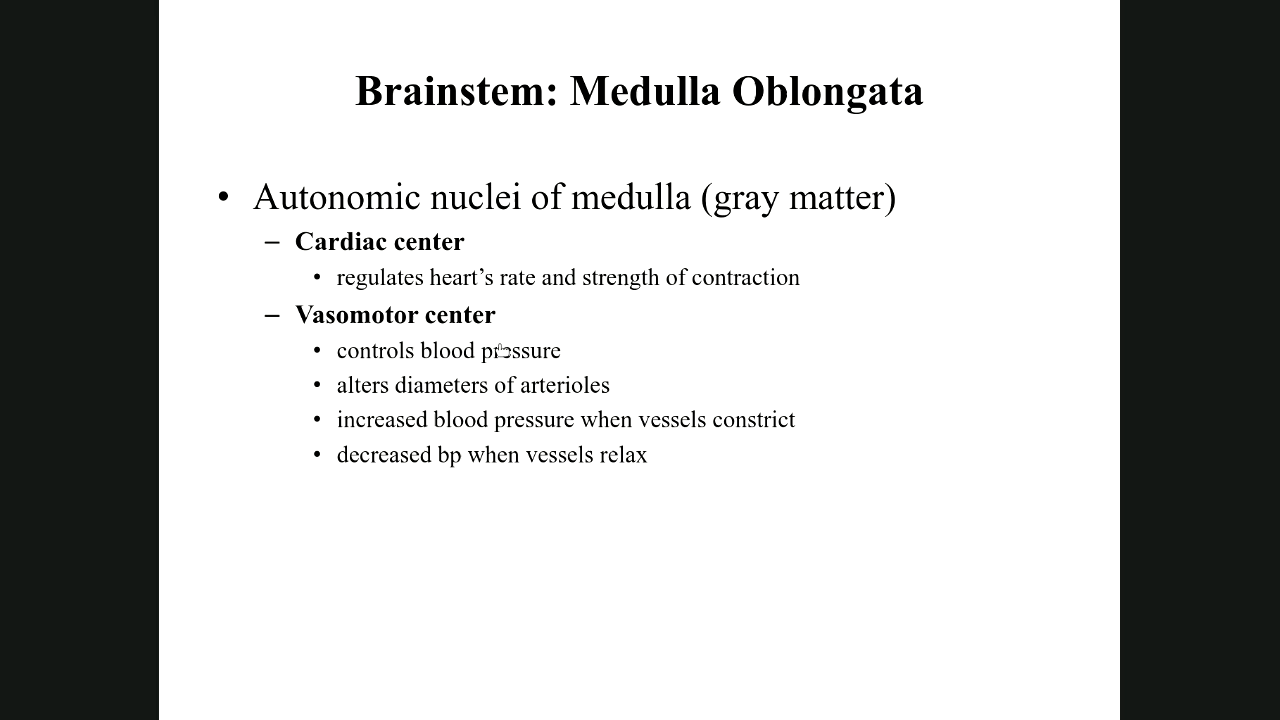 Brainstem: Medulla Oblongata
• Autonomic nuclei of medulla (gray matter)
– Cardiac center
• regulates heart’s rate and strength of contraction
– Vasomotor center
• controls blood pressure
• alters diameters of arterioles
• increased blood pressure when vessels constrict
• decreased bp when vessels relax